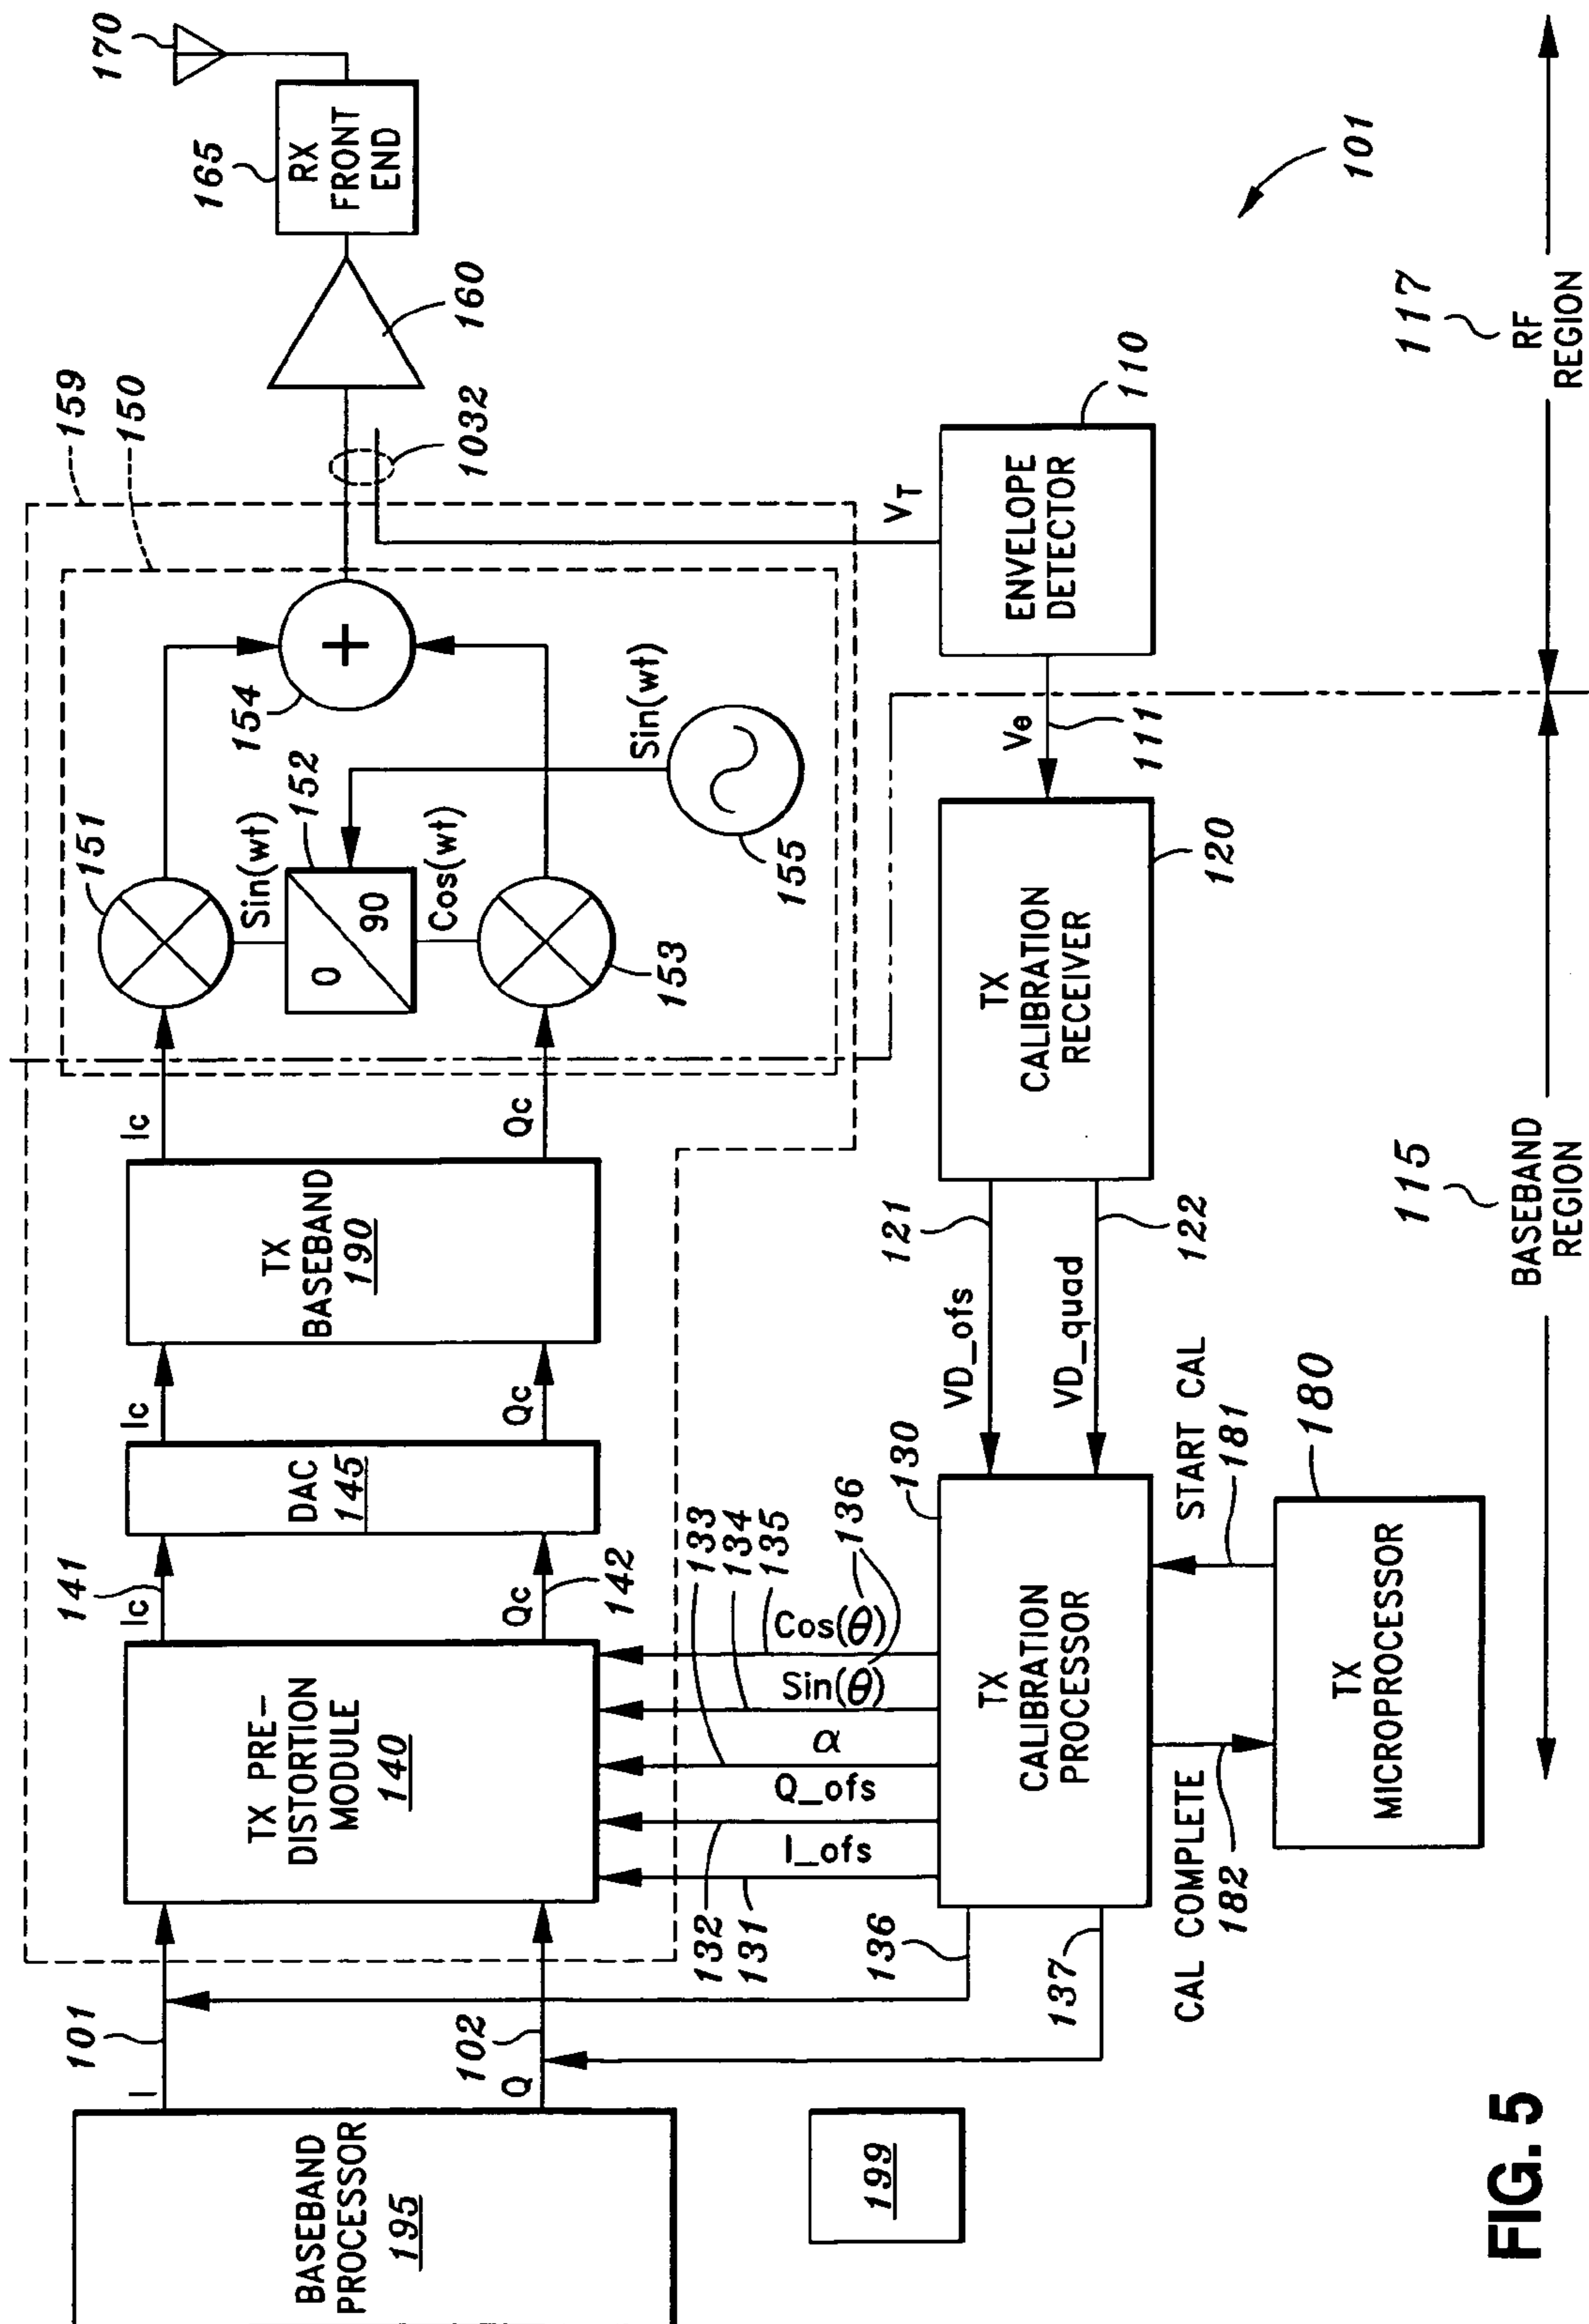 159
150
170
151
Sin(wt)
152
0
90
Cos(wt)
153
154
Sin(wt)
155
+
1032
160
165
RX
FRONT
END
101
I
102
Q
BASEBAND
PROCESSOR
195
TX PRE-
DISTORTION
MODULE
140
141
Ic
Qc
142
DAC
145
Ic
Qc
TX
BASEBAND
190
Ic
Qc
136
137
132
131
I_ofs
Q_ofs
α
Sin(θ)
Cos(θ)
133
134
135
136
130
TX
CALIBRATION
PROCESSOR
VD_ofs
121
VD_quad
122
TX
CALIBRATION
RECEIVER
120
Ve
111
ENVELOPE
DETECTOR
110
VT
199
CAL COMPLETE
182
START CAL
181
180
TX
MICROPROCESSOR
101
115
BASEBAND
REGION
117
RF
REGION
FIG. 5